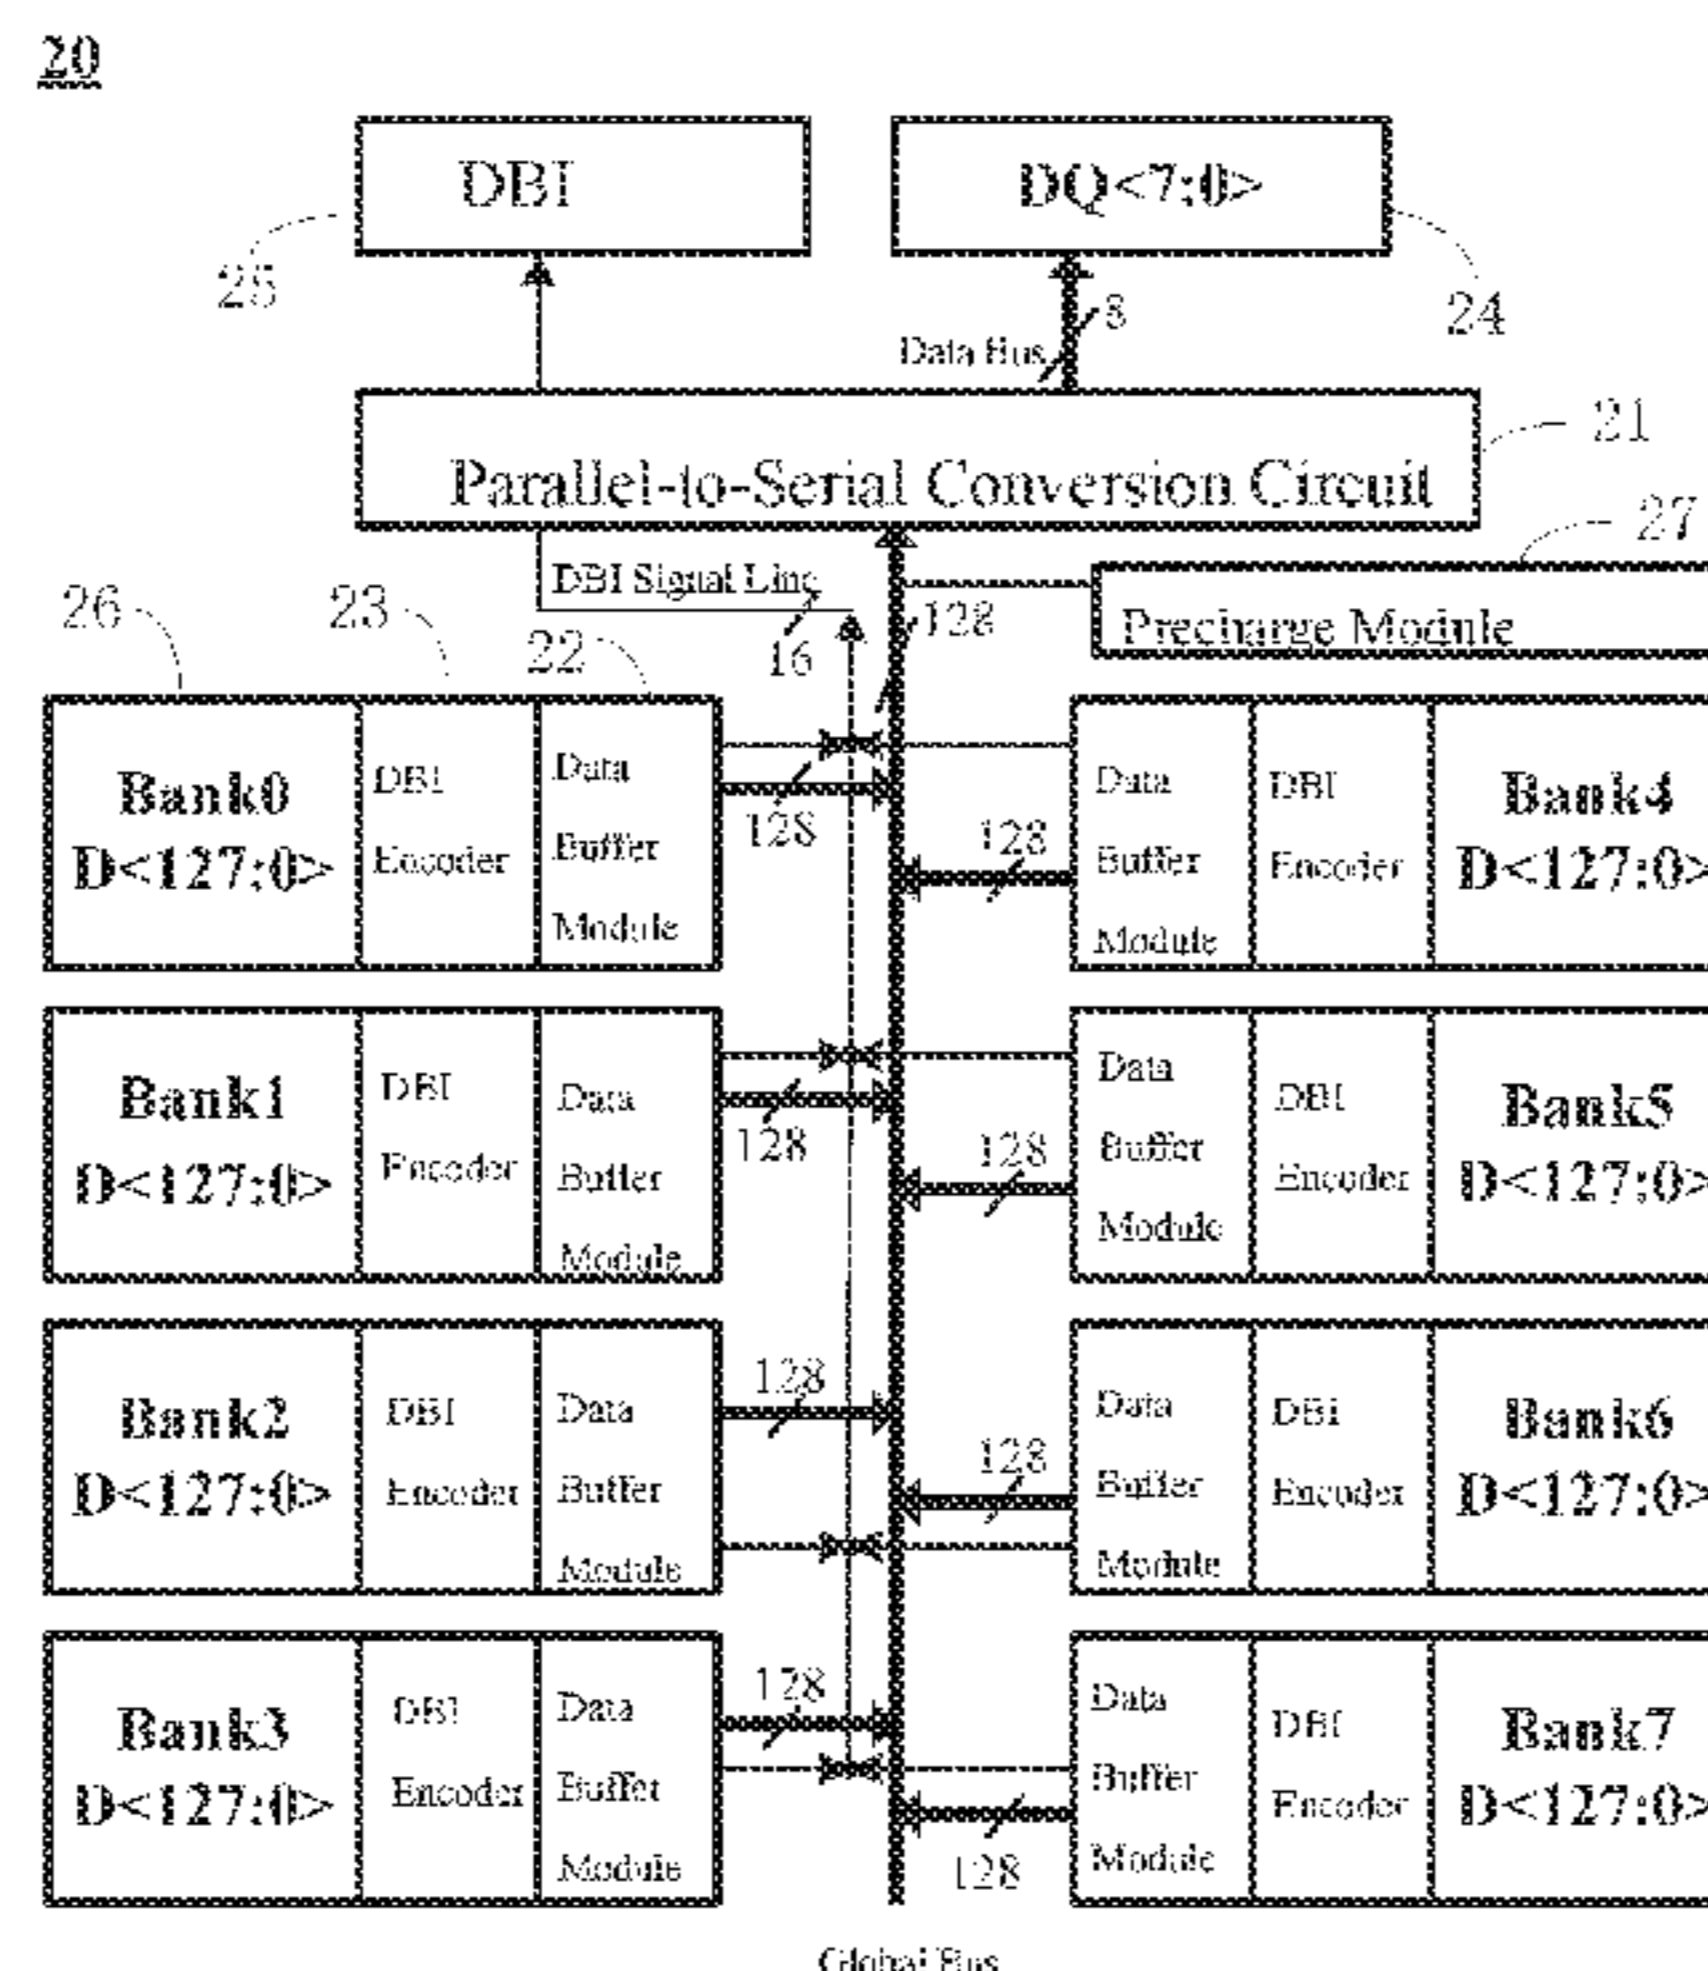 20
DBI
DQ<7:0>
25
24
8
Data Bus
21
Parallel-to-Serial Conversion Circuit
27
DBI Signal Line
16
128
Precharge Module
26
23
22
Bank0
D<127:0>
DBI
Encoder
Data
Buffer
Module
128
128
Data
Buffer
Module
DBI
Encoder
Bank4
D<127:0>
Bank1
D<127:0>
DBI
Encoder
Data
Buffer
Module
128
128
Data
Buffer
Module
DBI
Encoder
Bank5
D<127:0>
Bank2
D<127:0>
DBI
Encoder
Data
Buffer
Module
128
128
Data
Buffer
Module
DBI
Encoder
Bank6
D<127:0>
Bank3
D<127:0>
DBI
Encoder
Data
Buffer
Module
128
128
Data
Buffer
Module
DBI
Encoder
Bank7
D<127:0>
Global Bus